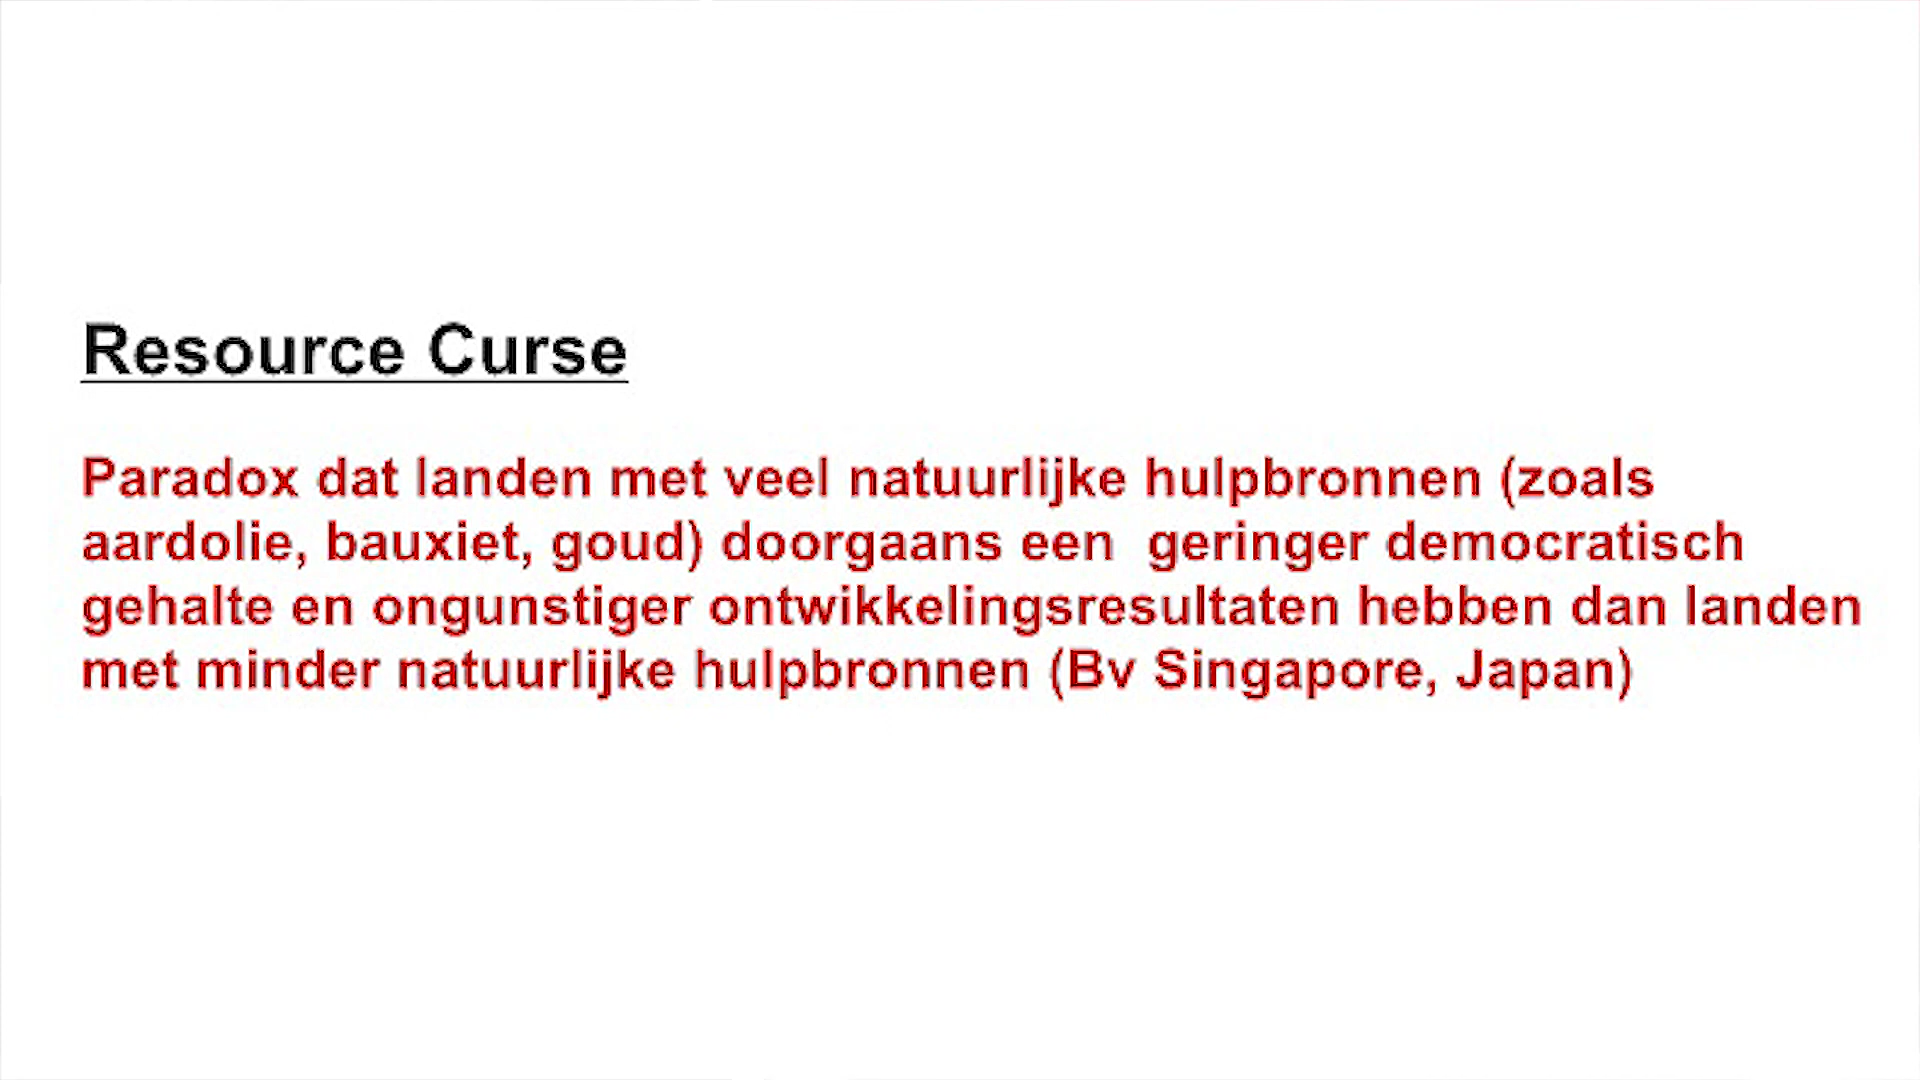 Resource Curse
Paradox dat landen met veel natuurlijke hulpbronnen (zoals
aardolie, bauxiet, goud) doorgaans een  geringer democratisch
gehalte en ongunstiger ontwikkelingsresultaten hebben dan landen
met minder natuurlijke hulpbronnen (Bv Singapore, Japan)